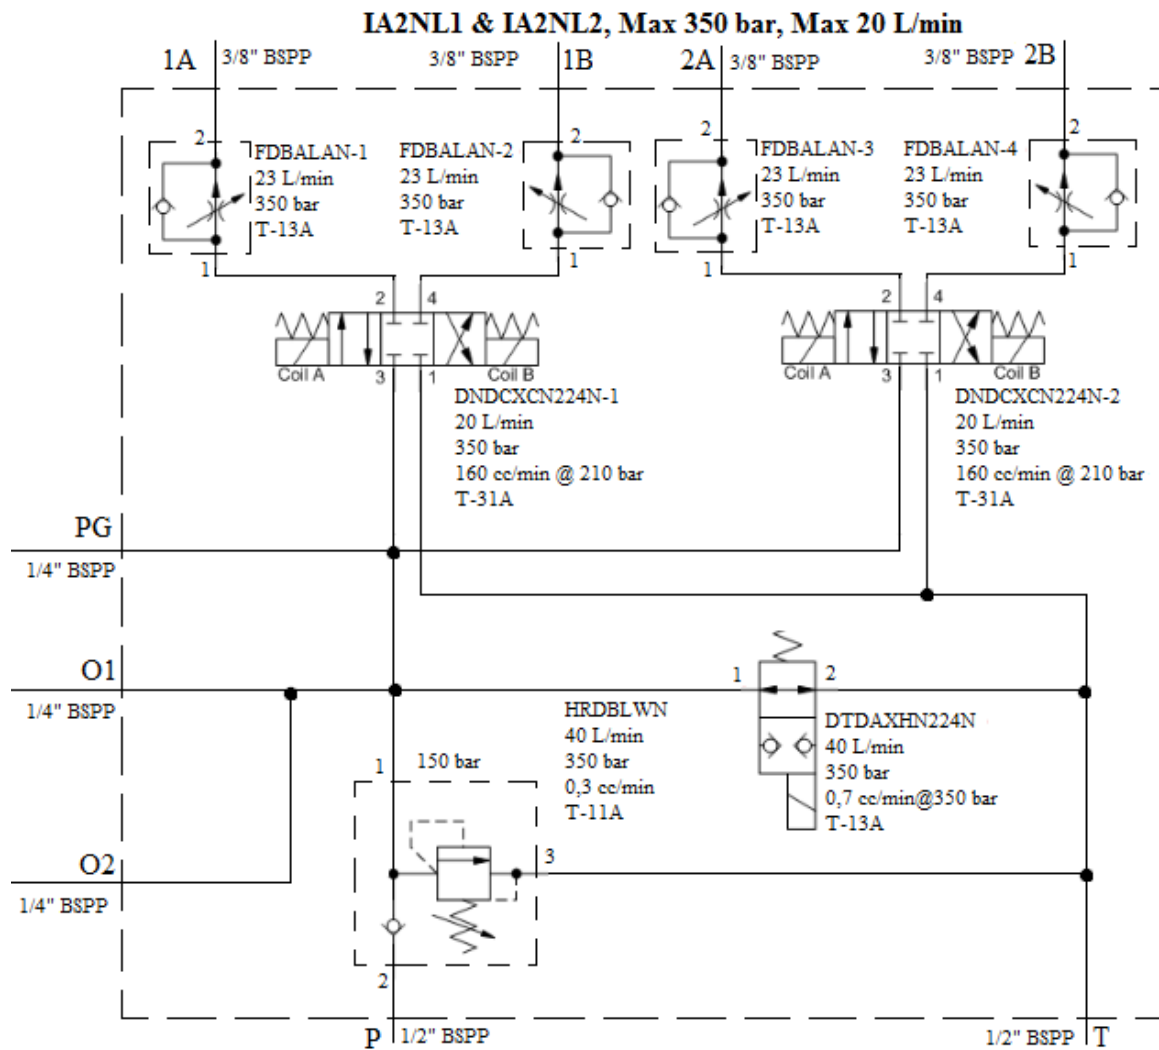 IA2NL1 & IA2NL2, Max 350 bar, Max 20 L/min
1A
3/8" BSPP
3/8" BSPP
1B
2A
3/8" BSPP
3/8" BSPP
2B
2
FDBALAN-1
23 L/min
350 bar
T-13A
1
FDBALAN-2
23 L/min
350 bar
T-13A
2
1
2
FDBALAN-3
23 L/min
350 bar
T-13A
1
FDBALAN-4
23 L/min
350 bar
T-13A
2
1
2
4
Coil A
3
1
Coil B
DNDCXCN224N-1
20 L/min
350 bar
160 cc/min @ 210 bar
T-31A
2
4
Coil A
3
1
Coil B
DNDCXCN224N-2
20 L/min
350 bar
160 cc/min @ 210 bar
T-31A
PG
1/4" BSPP
O1
1/4" BSPP
O2
1/4" BSPP
1
2
DTDAXHN224N
40 L/min
350 bar
0,7 cc/min@350 bar
T-13A
HRDBLWN
40 L/min
350 bar
0,3 cc/min
T-11A
1
150 bar
3
2
P
1/2" BSPP
1/2" BSPP
T